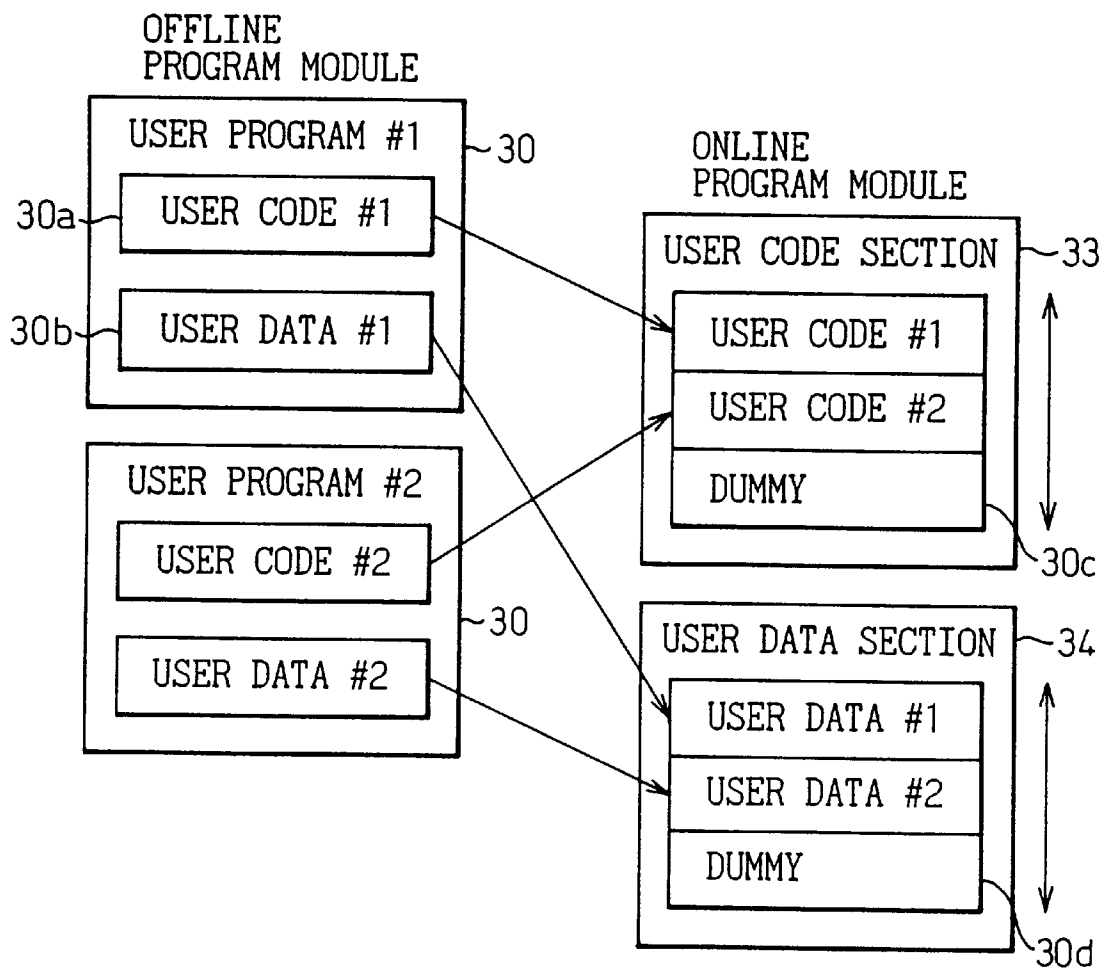 OFFLINE
PROGRAM MODULE
USER PROGRAM #1
30
30a
USER CODE #1
30b
USER DATA #1
USER PROGRAM #2
USER CODE #2
30
USER DATA #2
ONLINE
PROGRAM MODULE
USER CODE SECTION
33
USER CODE #1
USER CODE #2
DUMMY
30c
USER DATA SECTION
34
USER DATA #1
USER DATA #2
DUMMY
30d